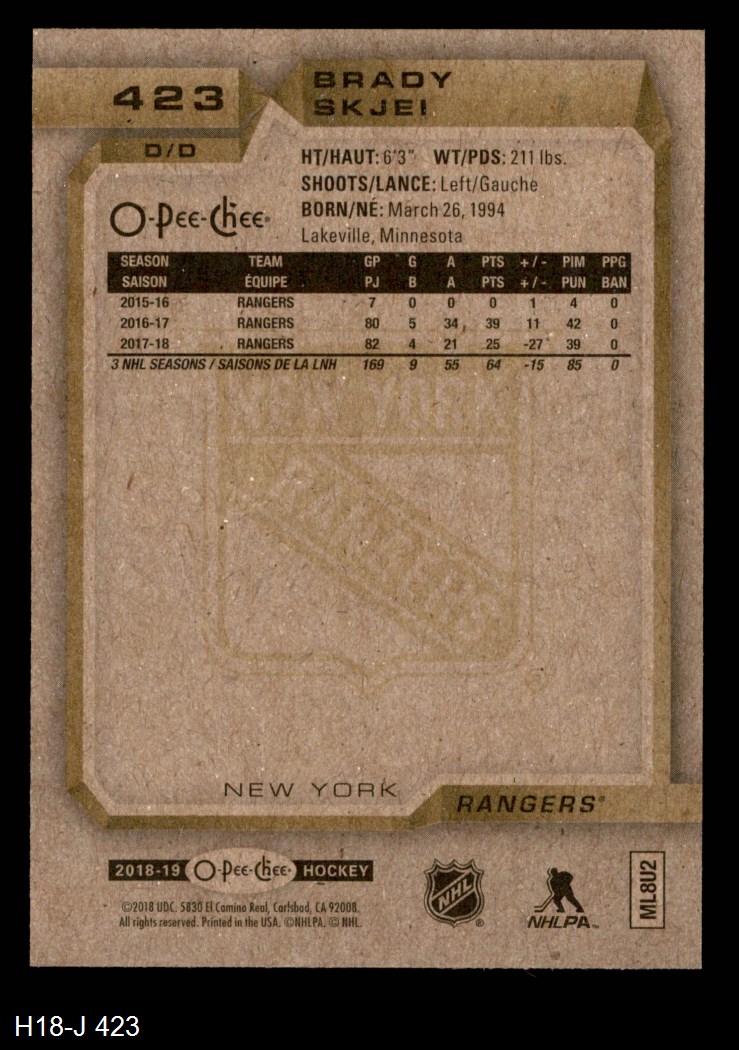 423
BRADY
SKJEI
D/D
HT/HAUT: 6'3" WT/PDS: 211 lbs.
SHOOTS/LANCE: Left/Gauche
BORN/NÉ: March 26, 1994
Lakeville, Minnesota
O-Pee-Chee®
SEASON TEAM GP G A PTS +/- PIM PPG
SAISON ÉQUIPE PJ B A PTS +/- PUN BAN
2015-16 RANGERS 7 0 0 0 1 4 0
2016-17 RANGERS 80 5 34 39 11 42 0
2017-18 RANGERS 82 4 21 25 -27 39 0
3 NHL SEASONS / SAISONS DE LA LNH 169 9 55 64 -15 85 0
NEW YORK
RANGERS
NEW YORK
RANGERS®
2018-19 O-Pee-Chee® HOCKEY
©2018 UDC. 5830 El Camino Real, Carlsbad, CA 92008.
All rights reserved. Printed in the USA. ©NHLPA. © NHL.
NHL®
NHLPA™
ML8U2
H18-J 423